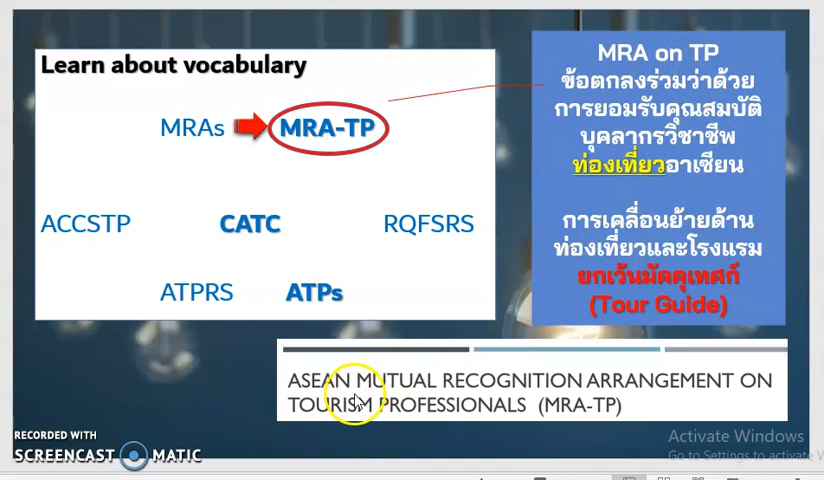 Learn about vocabulary
MRAs
MRA-TP
ACCSTP
CATC
RQFSRS
ATPRS
ATPs
MRA on TP
ข้อตกลงร่วมว่าด้วย
การยอมรับคุณสมบัติ
บุคลากรวิชาชีพ
ท่องเที่ยวอาเซียน
การเคลื่อนย้ายด้าน
ท่องเที่ยวและโรงแรม
ยกเว้นมัคคุเทศก์
(Tour Guide)
ASEAN MUTUAL RECOGNITION ARRANGEMENT ON
TOURISM PROFESSIONALS (MRA-TP)
RECORDED WITH
SCREENCAST MATIC
Activate Windows
Go to Settings to activate W